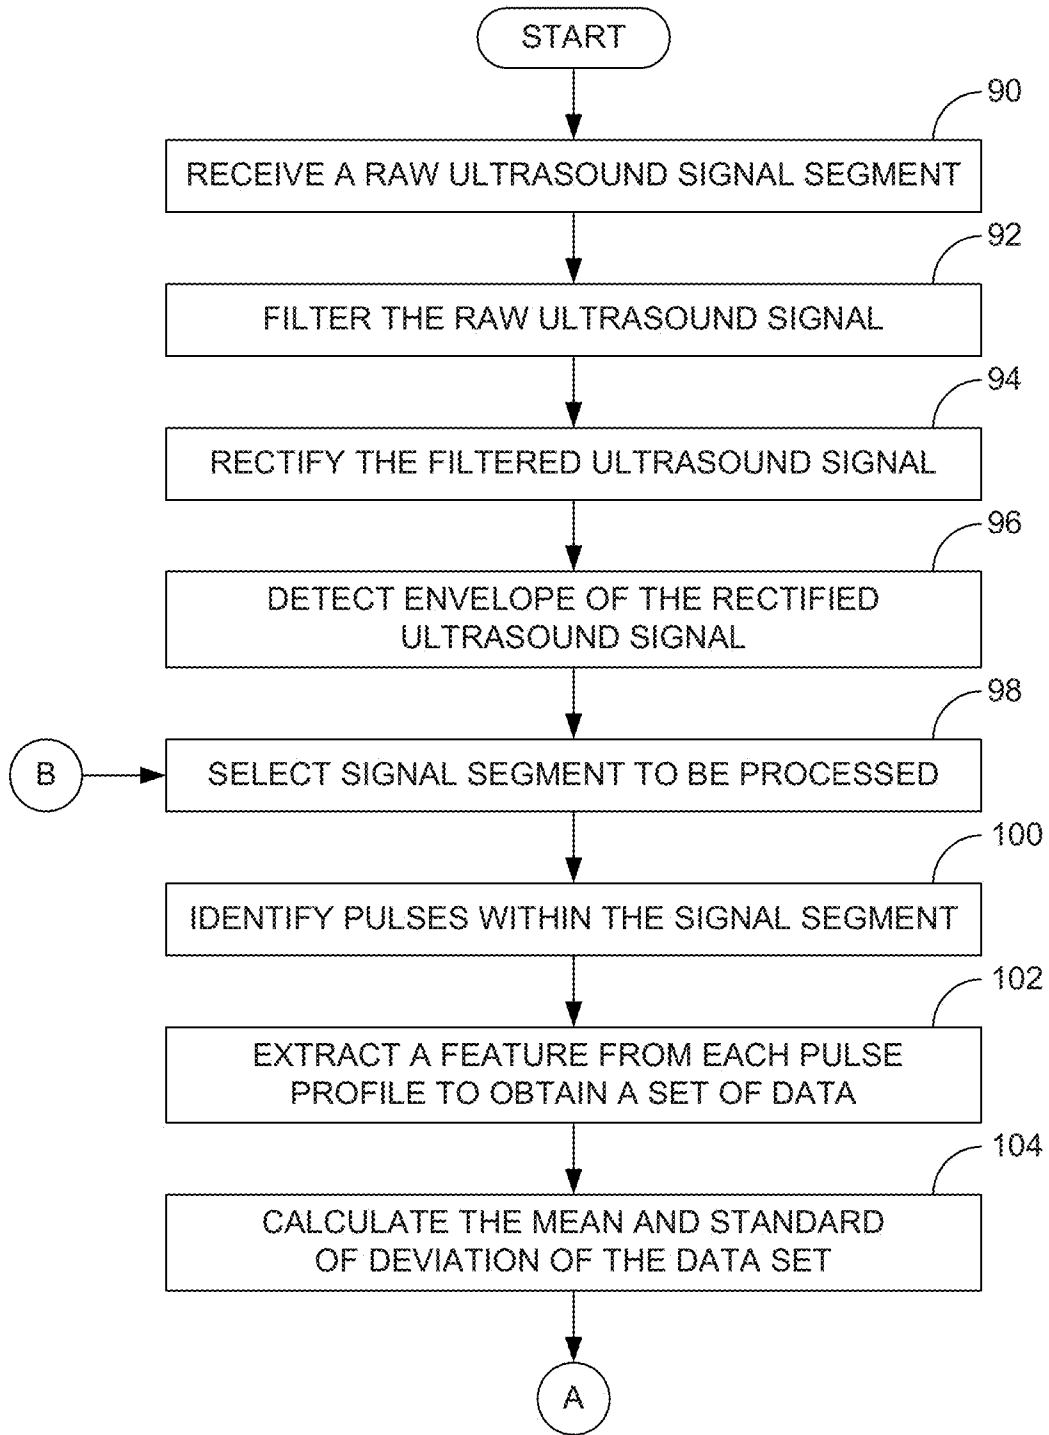 START
90
RECEIVE A RAW ULTRASOUND SIGNAL SEGMENT
92
FILTER THE RAW ULTRASOUND SIGNAL
94
RECTIFY THE FILTERED ULTRASOUND SIGNAL
96
DETECT ENVELOPE OF THE RECTIFIED
ULTRASOUND SIGNAL
98
B
SELECT SIGNAL SEGMENT TO BE PROCESSED
100
IDENTIFY PULSES WITHIN THE SIGNAL SEGMENT
102
EXTRACT A FEATURE FROM EACH PULSE
PROFILE TO OBTAIN A SET OF DATA
104
CALCULATE THE MEAN AND STANDARD
OF DEVIATION OF THE DATA SET
A